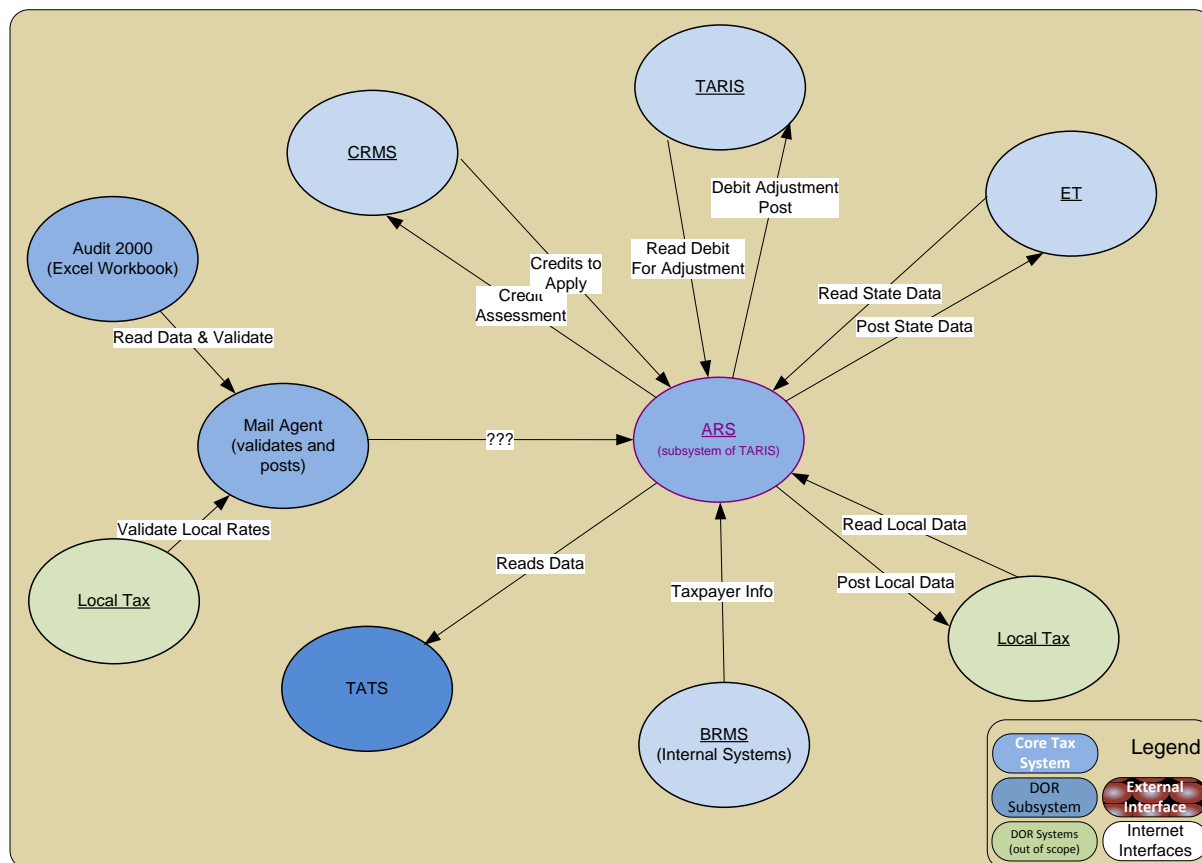 TARIS
CRMS
ET
Debit Adjustment
Post
Audit 2000
(Excel Workbook)
Read Debit
For Adjustment
Credits to
Apply
Credit
Assessment
Read State Data
Post State Data
Read Data & Validate
Mail Agent
(validates and
posts)
???
ARS
(subsystem of TARIS)
Validate Local Rates
Read Local Data
Reads Data
Taxpayer Info
Post Local Data
Local Tax
Local Tax
TATS
BRMS
(Internal Systems)
Legend
Core Tax
System
DOR
Subsystem
External
Interface
DOR Systems
(out of scope)
Internet
Interfaces